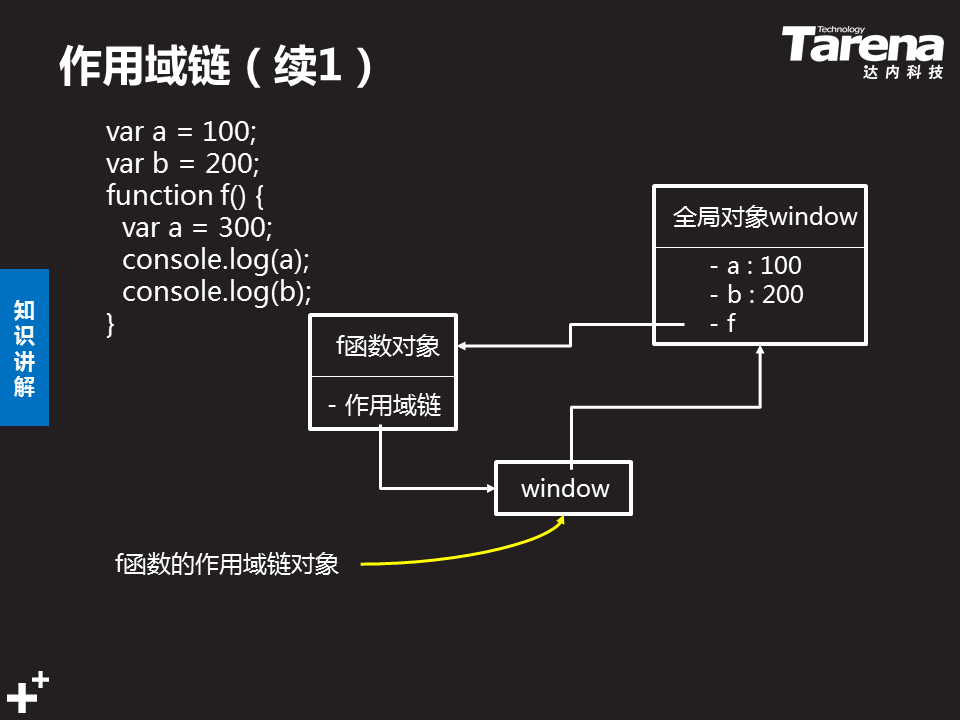 作用域链（续1）
Technology
Tarena
达内科技
var a = 100;
var b = 200;
function f() {
var a = 300;
console.log(a);
console.log(b);
}
知识讲解
全局对象window
- a : 100
- b : 200
- f
f函数对象
- 作用域链
window
f函数的作用域链对象